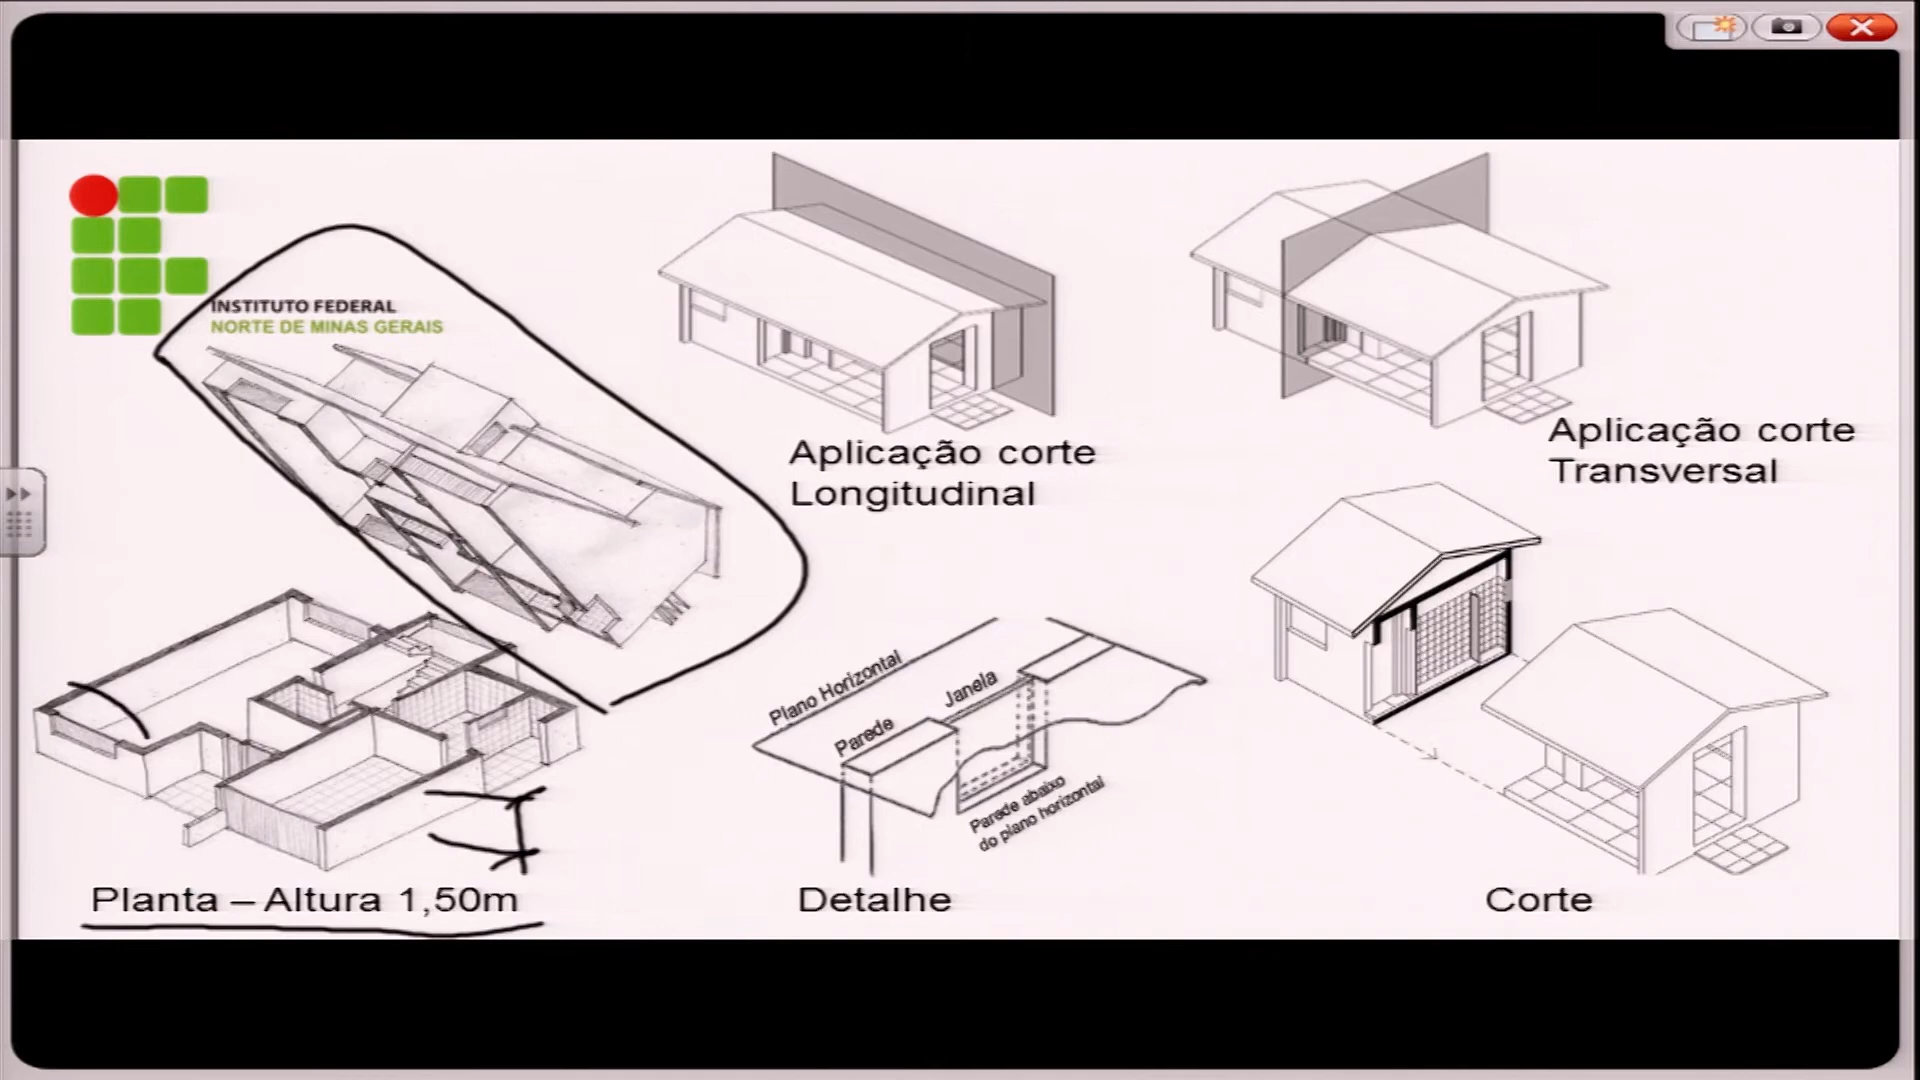 INSTITUTO FEDERAL
NORTE DE MINAS GERAIS
Aplicação corte
Longitudinal
Aplicação corte
Transversal
Plano Horizontal
Janela
Parede
Parede abaixo
do plano horizontal
Planta – Altura 1,50m
Detalhe
Corte